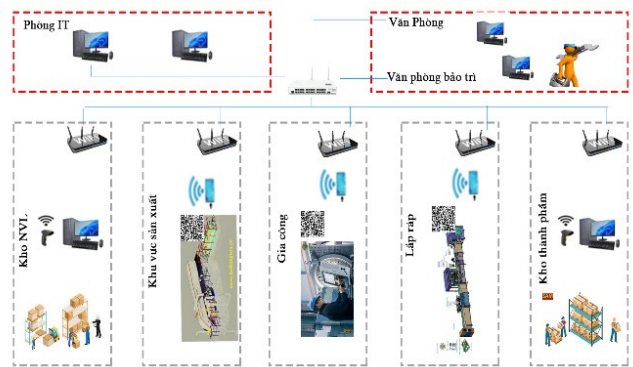 Phòng IT
Văn Phòng
Văn phòng bảo trì
Kho NVL
Khu vuc sản xuất
Gia công
Lắp ráp
Kho thành phẩm